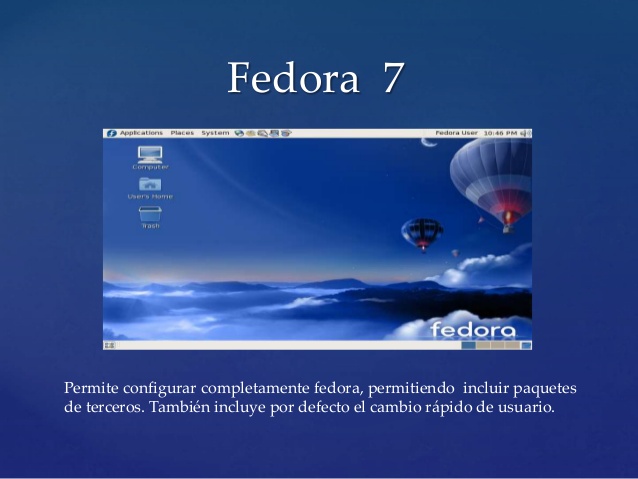 Fedora 7
Applications Places System Fedora User 10:46 PM
Computer
User's Home
Trash
fedora
Permite configurar completamente fedora, permitiendo incluir paquetes
de terceros. También incluye por defecto el cambio rápido de usuario.